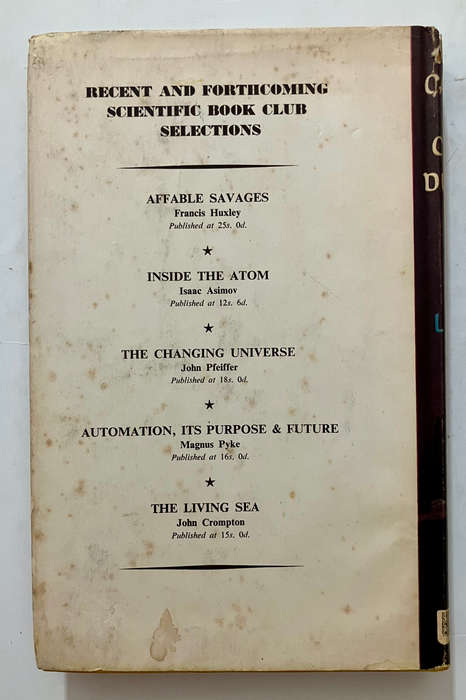 RECENT AND FORTHCOMING
SCIENTIFIC BOOK CLUB
SELECTIONS
AFFABLE SAVAGES
Francis Huxley
Published at 25s. 0d.
INSIDE THE ATOM
Isaac Asimov
Published at 12s. 6d.
THE CHANGING UNIVERSE
John Pfeiffer
Published at 18s. 0d.
AUTOMATION, ITS PURPOSE & FUTURE
Magnus Pyke
Published at 16s. 0d.
THE LIVING SEA
John Crompton
Published at 15s. 0d.